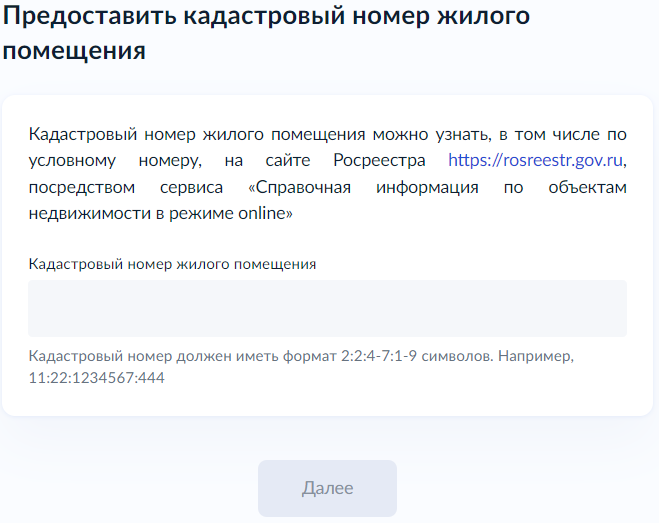 Предоставить кадастровый номер жилого
помещения
Кадастровый номер жилого помещения можно узнать, в том числе по
условному номеру, на сайте Росреестра https://rosreestr.gov.ru,
посредством сервиса «Справочная информация по объектам
недвижимости в режиме online»
Кадастровый номер жилого помещения
Кадастровый номер должен иметь формат 2:2:4-7:1-9 символов. Например,
11:22:1234567:444
Далее